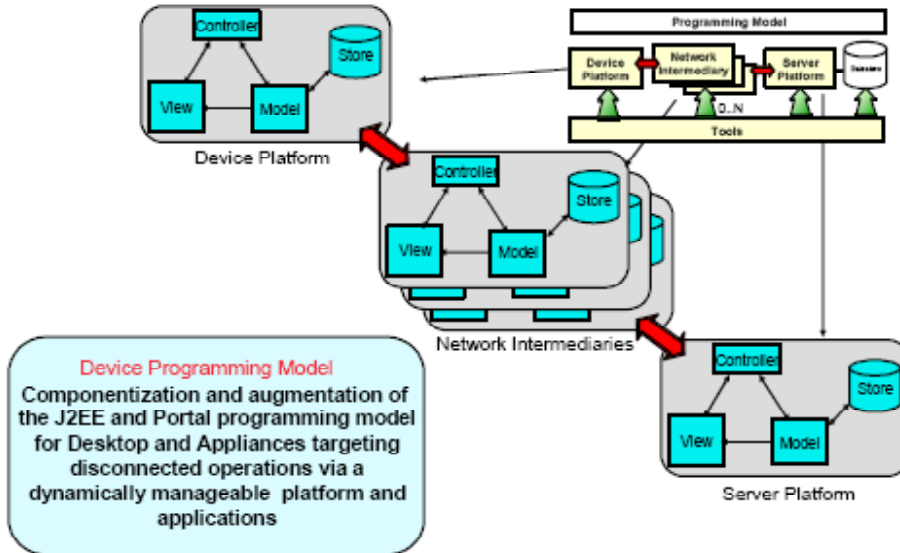 Controller
Store
View
Model
Device Platform
Programming Model
Device
Platform
Network
Intermediary
Server
Platform
0..N
Tools
Controller
Store
View
Model
Network Intermediaries
Controller
Store
View
Model
Server Platform
Device Programming Model
Componentization and augmentation of
the J2EE and Portal programming model
for Desktop and Appliances targeting
disconnected operations via a
dynamically manageable platform and
applications